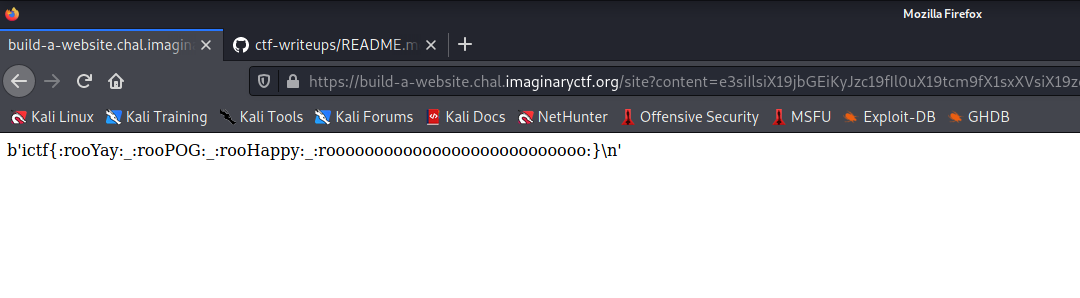 Mozilla Firefox
build-a-website.chal.imagin
ctf-writeups/README.m
https://build-a-website.chal.imaginaryctf.org/site?content=e3siIlsiX19jbGEiKyJzc19fIl0uX19tcm9fX1sxXVsiX19z
Kali Linux Kali Training Kali Tools Kali Forums Kali Docs NetHunter Offensive Security MSFU Exploit-DB GHDB
b'ictf{:rooYay:_:rooPOG:_:rooHappy:_:rooooooooooooooooooooooooooo:}\n'